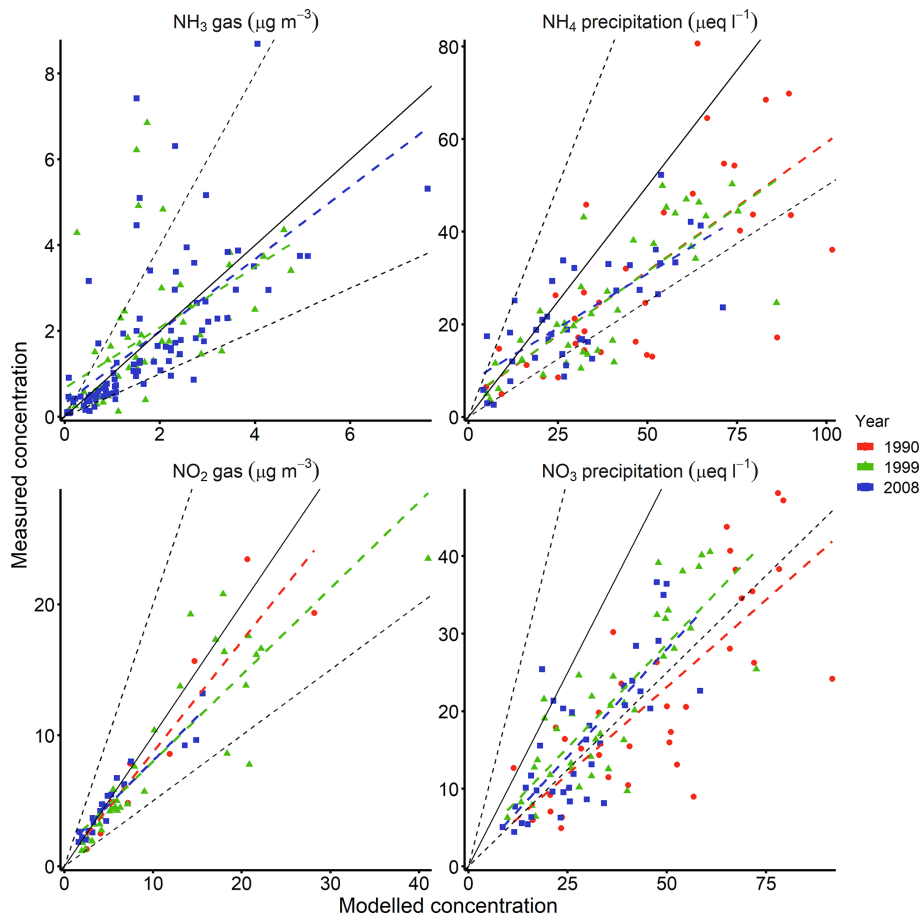 NH₃ gas (μg m⁻³)
NH₄ precipitation (μeq l⁻¹)
8
6
4
2
0
0 2 4 6
80
60
40
20
0
0 25 50 75 100
NO₂ gas (μg m⁻³)
NO₃ precipitation (μeq l⁻¹)
20
10
0
0 10 20 30 40
40
30
20
10
0
0 25 50 75
Measured concentration
Modelled concentration
Year
1990
1999
2008